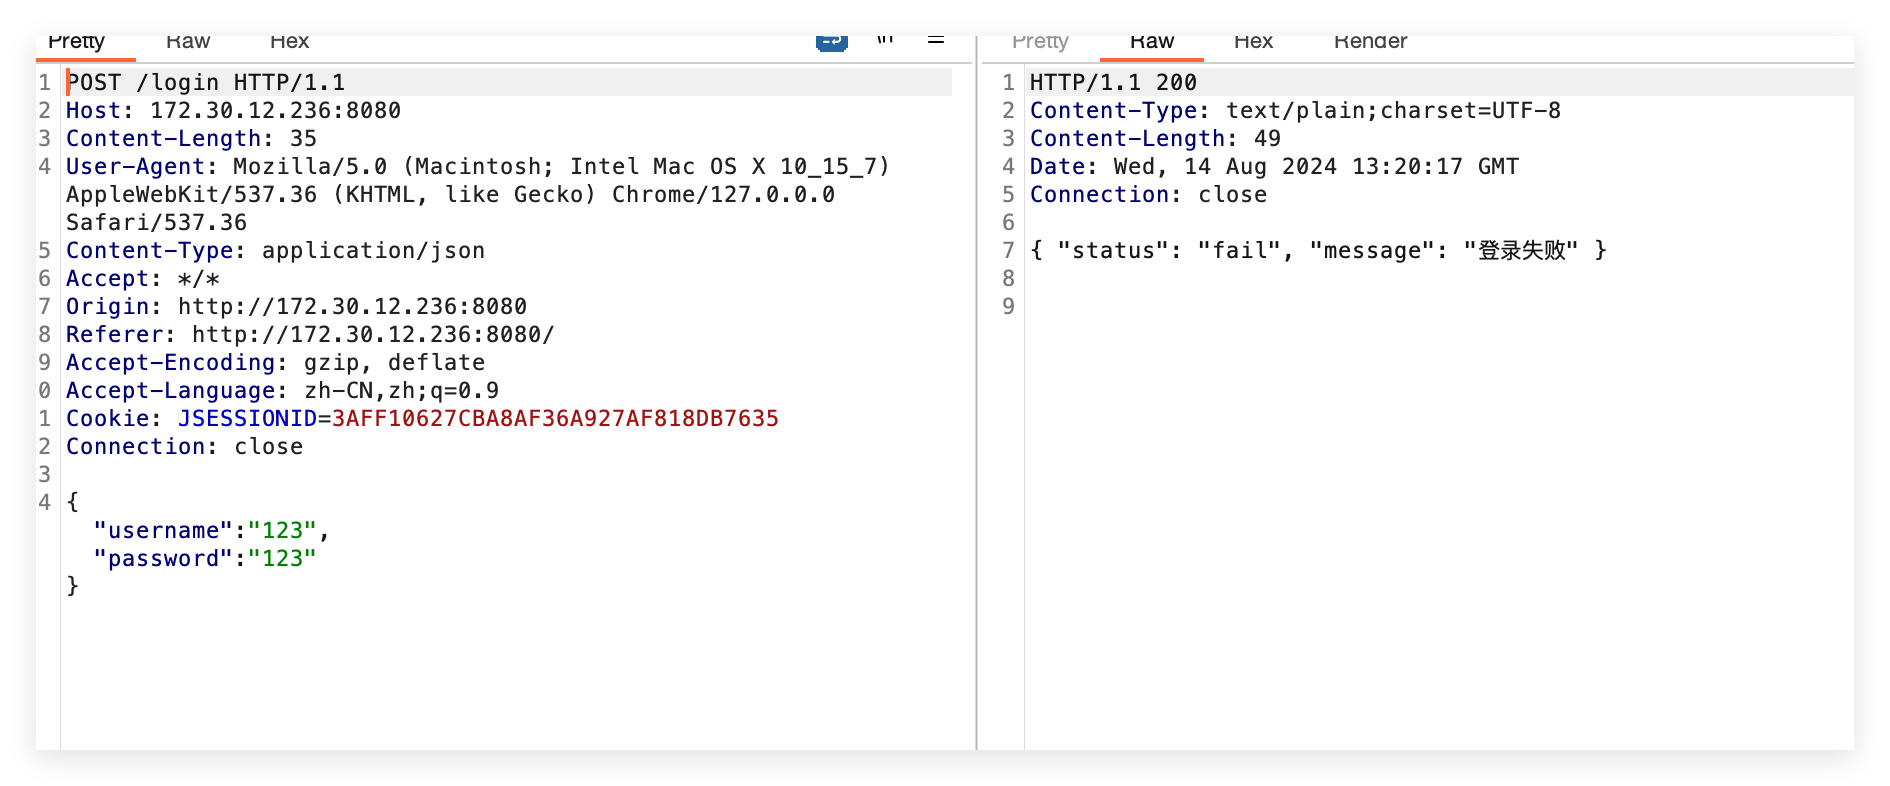 Pretty Raw Hex \n
1 POST /login HTTP/1.1
2 Host: 172.30.12.236:8080
3 Content-Length: 35
4 User-Agent: Mozilla/5.0 (Macintosh; Intel Mac OS X 10_15_7)
AppleWebKit/537.36 (KHTML, like Gecko) Chrome/127.0.0.0
Safari/537.36
5 Content-Type: application/json
6 Accept: */*
7 Origin: http://172.30.12.236:8080
8 Referer: http://172.30.12.236:8080/
9 Accept-Encoding: gzip, deflate
0 Accept-Language: zh-CN,zh;q=0.9
1 Cookie: JSESSIONID=3AFF10627CBA8AF36A927AF818DB7635
2 Connection: close
3
4 {
"username":"123",
"password":"123"
}
Pretty Raw Hex Render
1 HTTP/1.1 200
2 Content-Type: text/plain;charset=UTF-8
3 Content-Length: 49
4 Date: Wed, 14 Aug 2024 13:20:17 GMT
5 Connection: close
6
7 { "status": "fail", "message": "登录失败" }
8
9